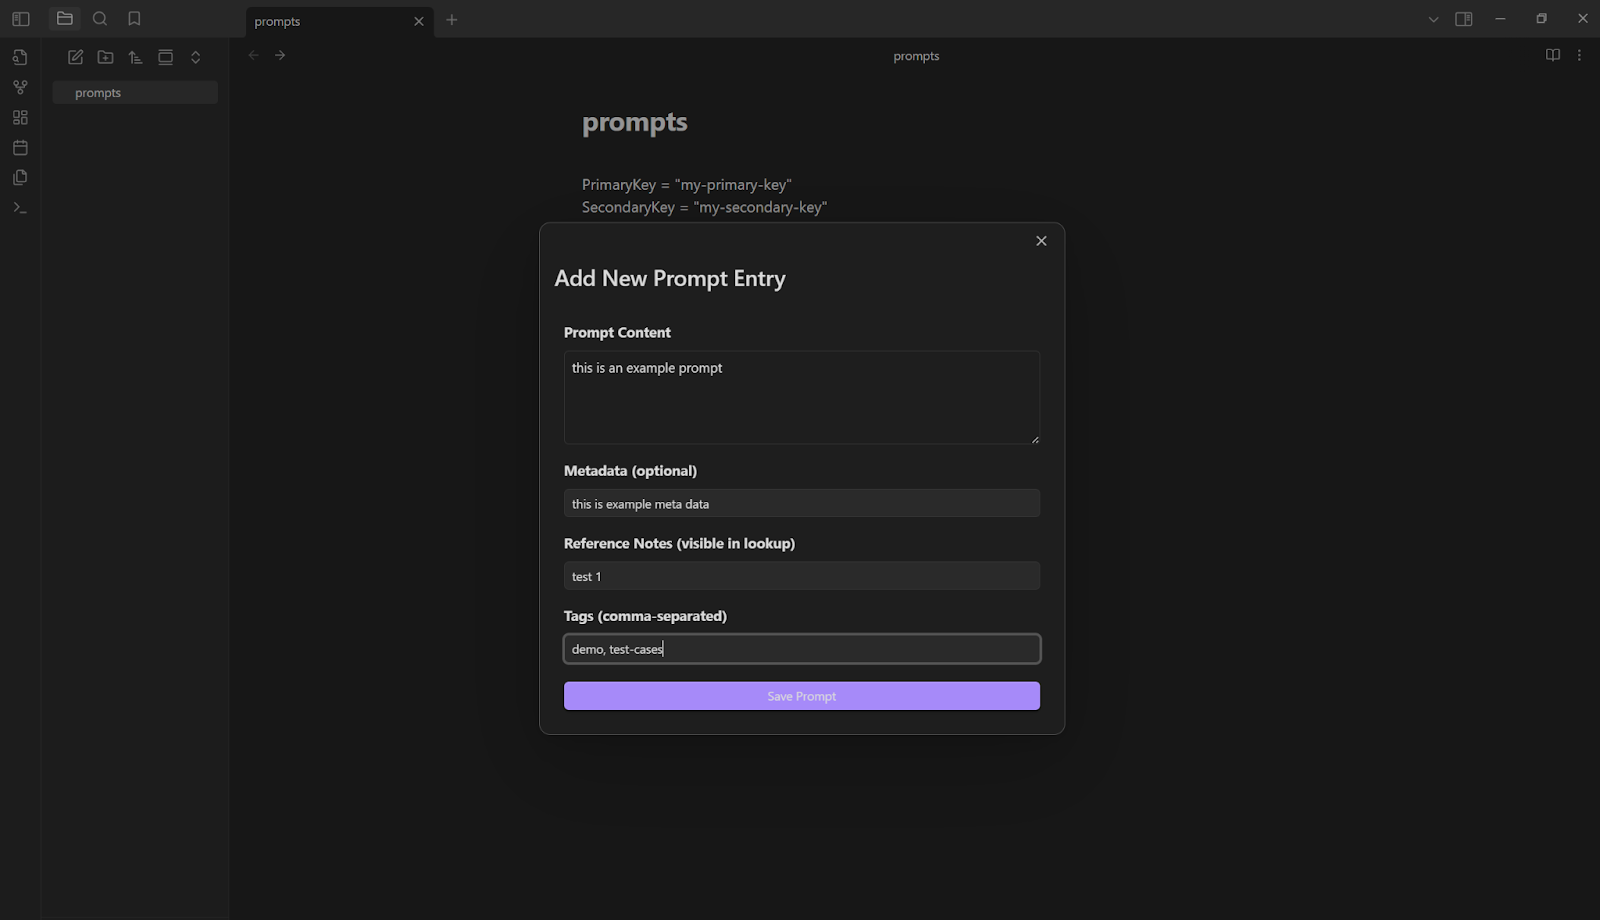 prompts
prompts
prompts
prompts
PrimaryKey = "my-primary-key"
SecondaryKey = "my-secondary-key"
Add New Prompt Entry
Prompt Content
this is an example prompt
Metadata (optional)
this is example meta data
Reference Notes (visible in lookup)
test 1
Tags (comma-separated)
demo, test-cases
Save Prompt